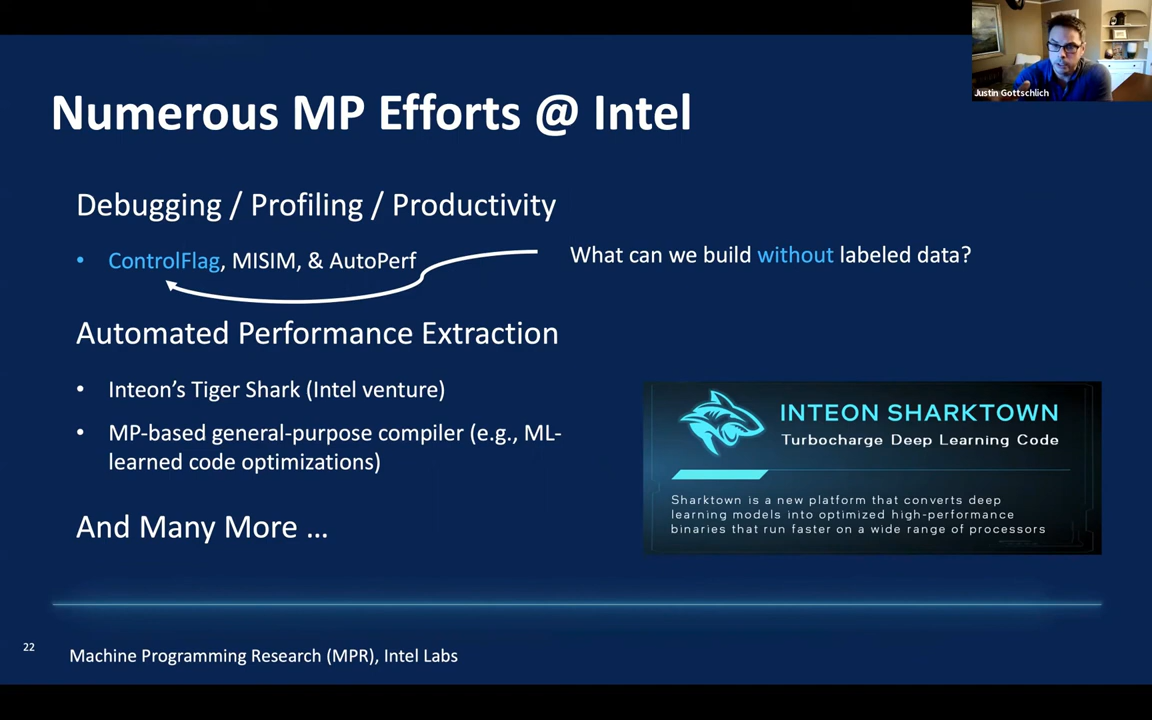 Justin Gottschlich
Numerous MP Efforts @ Intel
Debugging / Profiling / Productivity
• ControlFlag, MISIM, & AutoPerf
What can we build without labeled data?
Automated Performance Extraction
• Inteon's Tiger Shark (Intel venture)
• MP-based general-purpose compiler (e.g., ML-
learned code optimizations)
INTEON SHARKTOWN
Turbocharge Deep Learning Code
Sharktown is a new platform that converts deep
learning models into optimized high-performance
binaries that run faster on a wide range of processors
And Many More ...
22
Machine Programming Research (MPR), Intel Labs